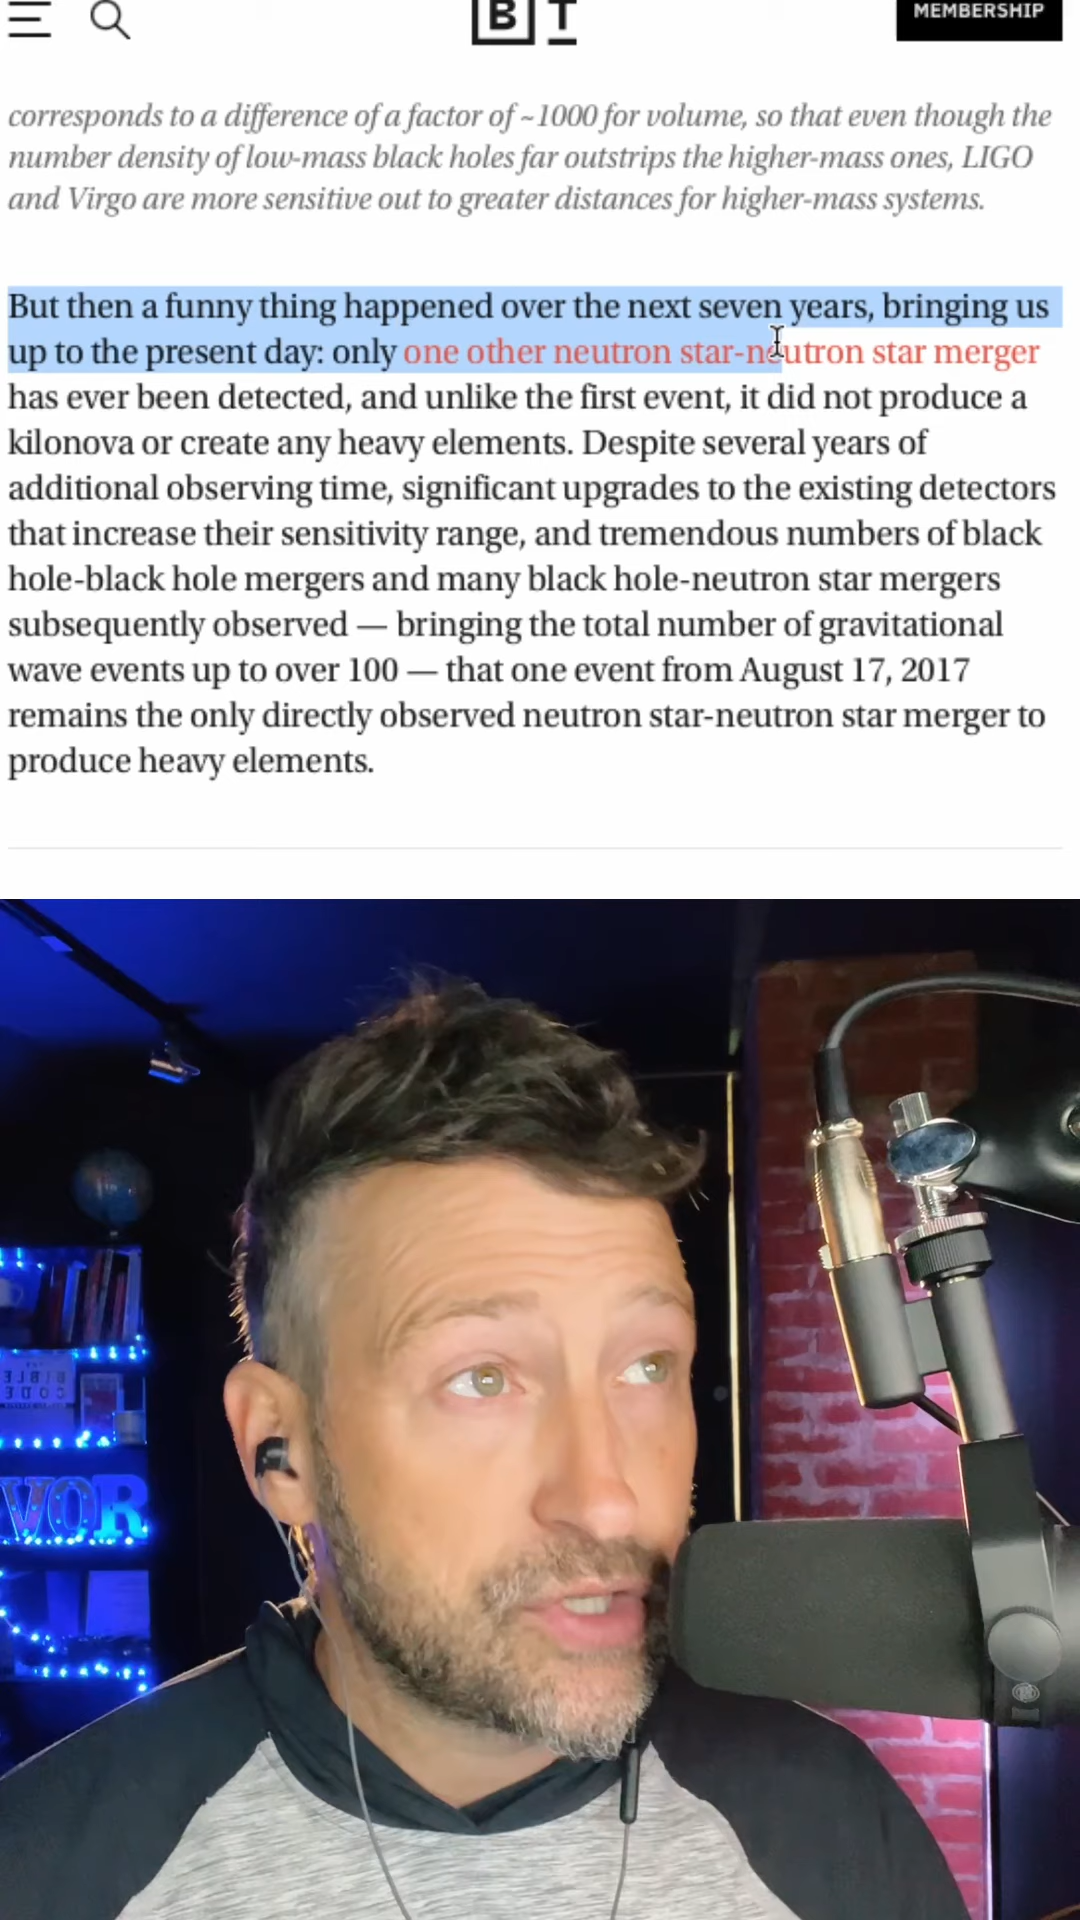 B T
MEMBERSHIP
corresponds to a difference of a factor of ~1000 for volume, so that even though the
number density of low-mass black holes far outstrips the higher-mass ones, LIGO
and Virgo are more sensitive out to greater distances for higher-mass systems.
But then a funny thing happened over the next seven years, bringing us
up to the present day: only one other neutron star-neutron star merger
has ever been detected, and unlike the first event, it did not produce a
kilonova or create any heavy elements. Despite several years of
additional observing time, significant upgrades to the existing detectors
that increase their sensitivity range, and tremendous numbers of black
hole-black hole mergers and many black hole-neutron star mergers
subsequently observed — bringing the total number of gravitational
wave events up to over 100 — that one event from August 17, 2017
remains the only directly observed neutron star-neutron star merger to
produce heavy elements.
BIBLE
CODE
VOR